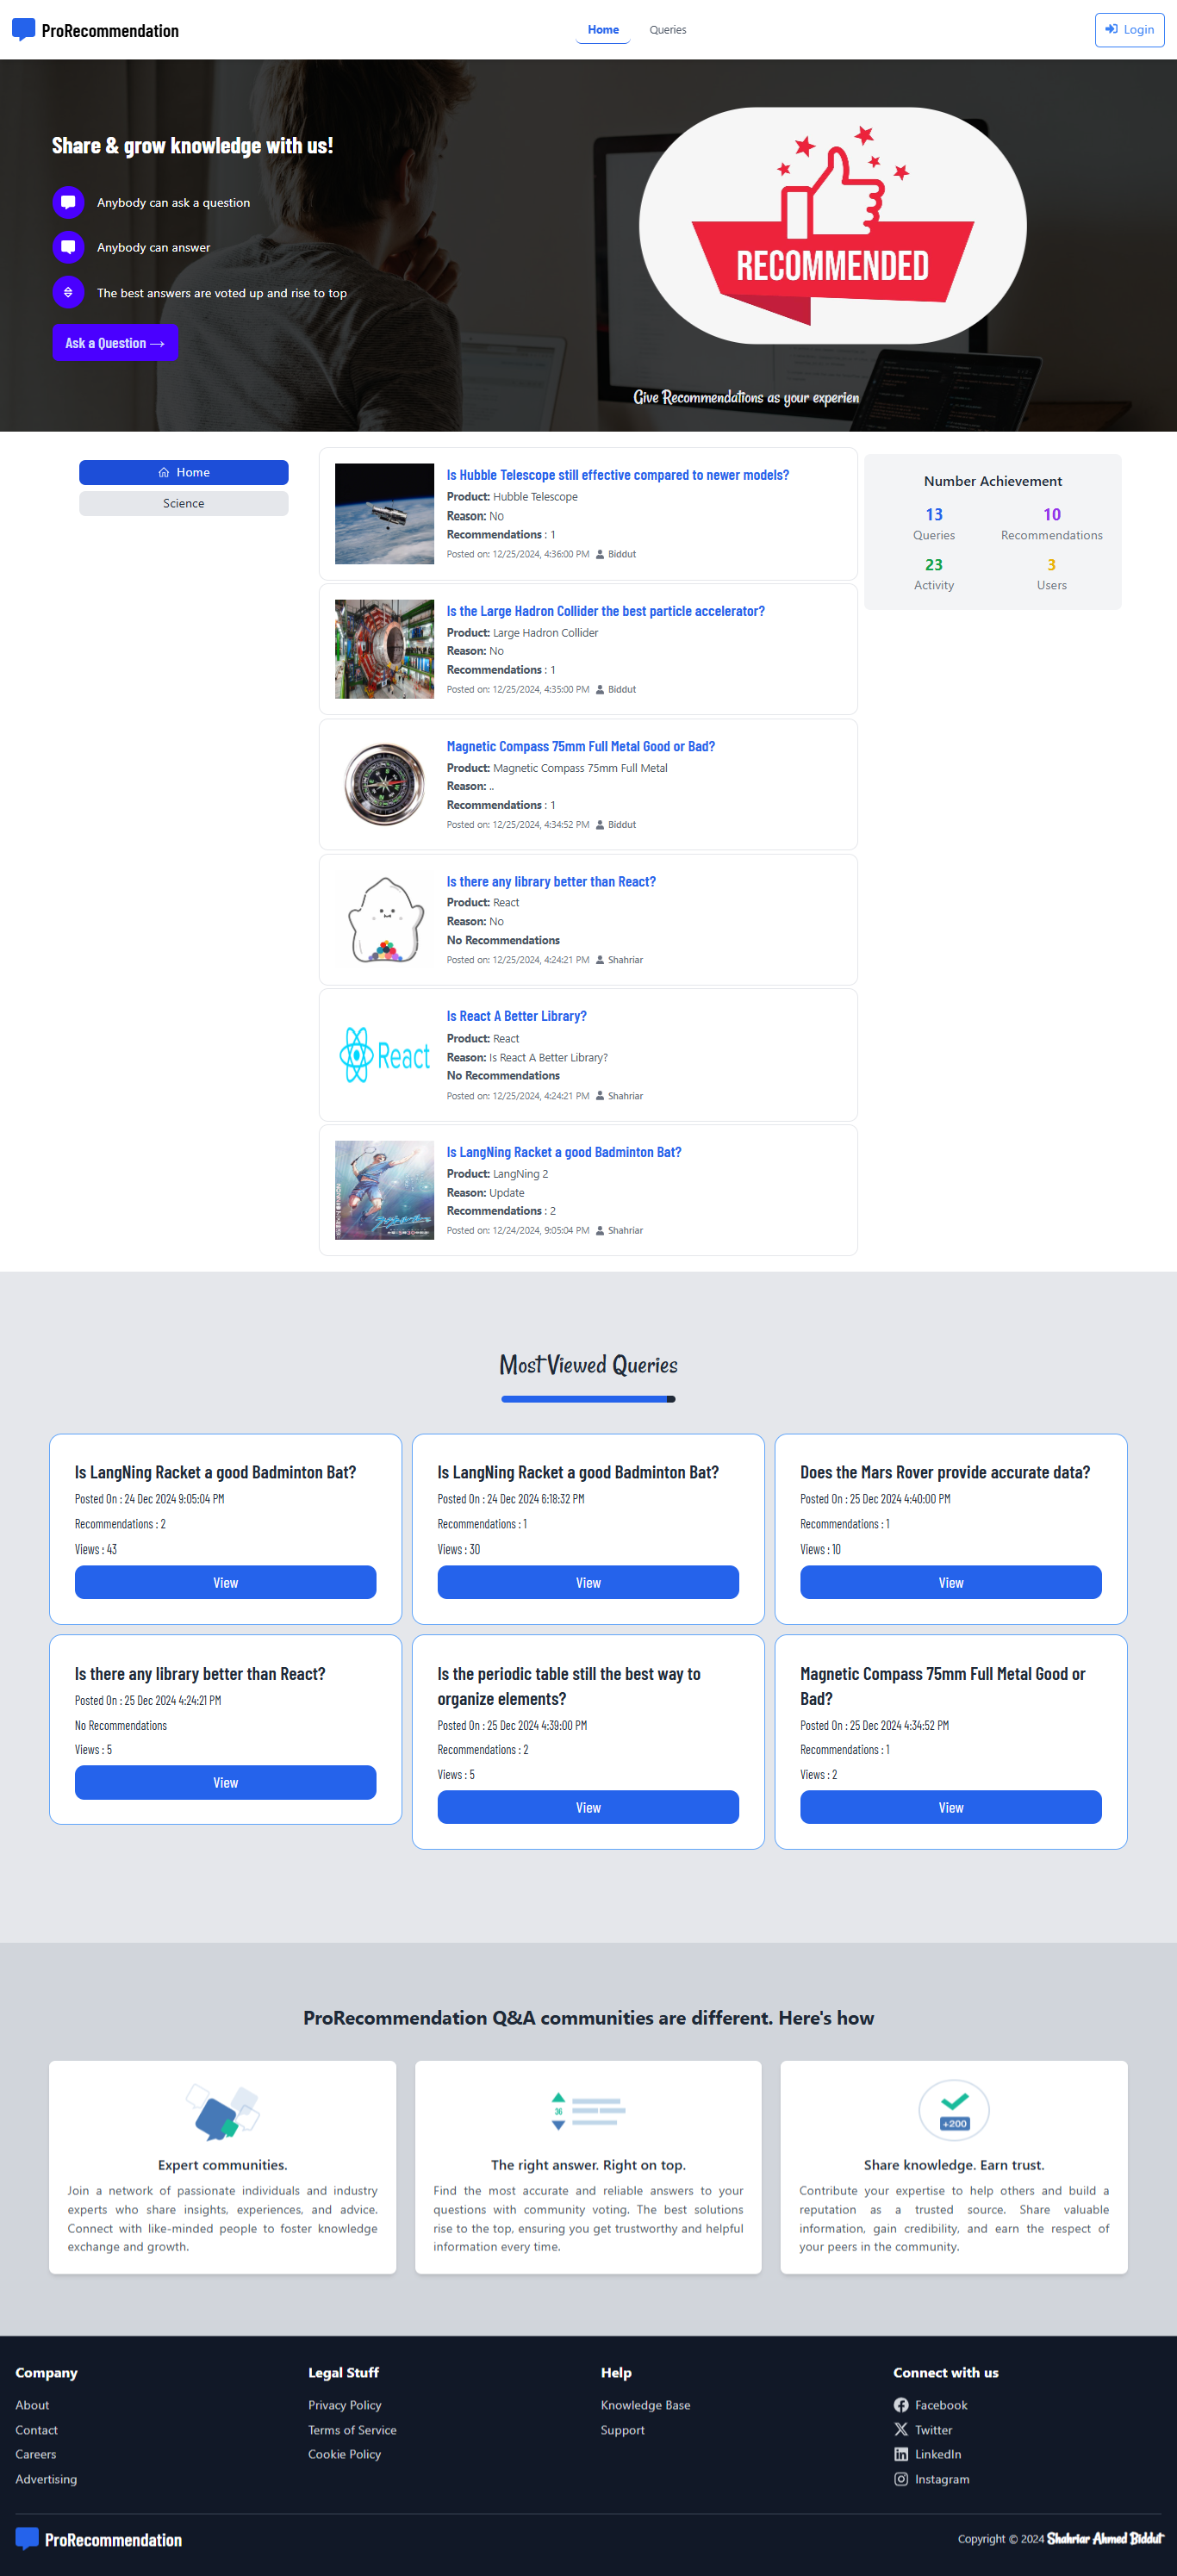 ProRecommendation
Home
Queries
Login
Share & grow knowledge with us!
Anybody can ask a question
Anybody can answer
The best answers are voted up and rise to top
Ask a Question →
RECOMMENDED
Give Recommendations as your experien
Home
Science
Is Hubble Telescope still effective compared to newer models?
Product: Hubble Telescope
Reason: No
Recommendations : 1
Posted on: 12/25/2024, 4:36:00 PM Biddut
Is the Large Hadron Collider the best particle accelerator?
Product: Large Hadron Collider
Reason: No
Recommendations : 1
Posted on: 12/25/2024, 4:35:00 PM Biddut
Magnetic Compass 75mm Full Metal Good or Bad?
Product: Magnetic Compass 75mm Full Metal
Reason: ..
Recommendations : 1
Posted on: 12/25/2024, 4:34:52 PM Biddut
Is there any library better than React?
Product: React
Reason: No
No Recommendations
Posted on: 12/25/2024, 4:24:21 PM Shahriar
React
Is React A Better Library?
Product: React
Reason: Is React A Better Library?
No Recommendations
Posted on: 12/25/2024, 4:24:21 PM Shahriar
Is LangNing Racket a good Badminton Bat?
Product: LangNing 2
Reason: Update
Recommendations : 2
Posted on: 12/24/2024, 9:05:04 PM Shahriar
Number Achievement
13
Queries
10
Recommendations
23
Activity
3
Users
Most Viewed Queries
Is LangNing Racket a good Badminton Bat?
Posted On : 24 Dec 2024 9:05:04 PM
Recommendations : 2
Views : 43
View
Is LangNing Racket a good Badminton Bat?
Posted On : 24 Dec 2024 6:18:32 PM
Recommendations : 1
Views : 30
View
Does the Mars Rover provide accurate data?
Posted On : 25 Dec 2024 4:40:00 PM
Recommendations : 1
Views : 10
View
Is there any library better than React?
Posted On : 25 Dec 2024 4:24:21 PM
No Recommendations
Views : 5
View
Is the periodic table still the best way to
organize elements?
Posted On : 25 Dec 2024 4:39:00 PM
Recommendations : 2
Views : 5
View
Magnetic Compass 75mm Full Metal Good or
Bad?
Posted On : 25 Dec 2024 4:34:52 PM
Recommendations : 1
Views : 2
View
ProRecommendation Q&A communities are different. Here's how
Expert communities.
Join a network of passionate individuals and industry
experts who share insights, experiences, and advice.
Connect with like-minded people to foster knowledge
exchange and growth.
36
The right answer. Right on top.
Find the most accurate and reliable answers to your
questions with community voting. The best solutions
rise to the top, ensuring you get trustworthy and helpful
information every time.
+200
Share knowledge. Earn trust.
Contribute your expertise to help others and build a
reputation as a trusted source. Share valuable
information, gain credibility, and earn the respect of
your peers in the community.
Company
About
Contact
Careers
Advertising
Legal Stuff
Privacy Policy
Terms of Service
Cookie Policy
Help
Knowledge Base
Support
Connect with us
Facebook
Twitter
LinkedIn
Instagram
ProRecommendation
Copyright © 2024 Shahriar Ahmed Biddut